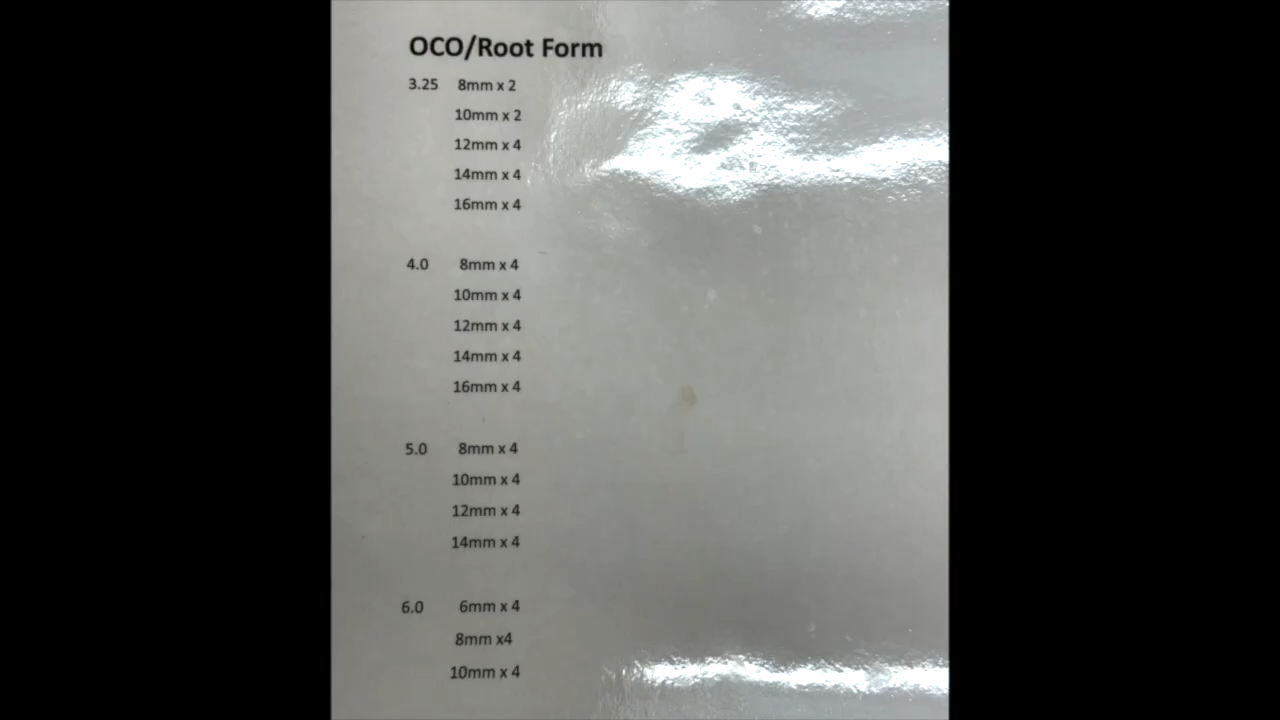 OCO/Root Form
3.25 8mm x 2
10mm x 2
12mm x 4
14mm x 4
16mm x 4
4.0 8mm x 4
10mm x 4
12mm x 4
14mm x 4
16mm x 4
5.0 8mm x 4
10mm x 4
12mm x 4
14mm x 4
6.0 6mm x 4
8mm x4
10mm x 4